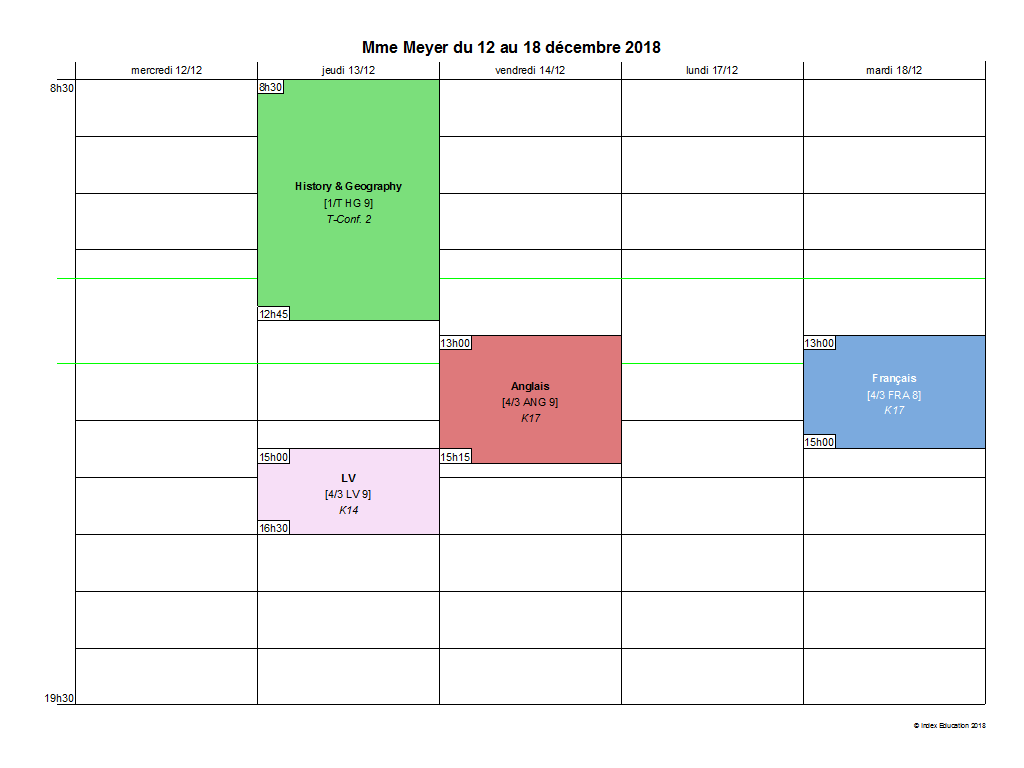 Mme Meyer du 12 au 18 décembre 2018
mercredi 12/12
jeudi 13/12
vendredi 14/12
lundi 17/12
mardi 18/12
8h30
8h30
History & Geography
[1/T HG 9]
T-Conf. 2
12h45
13h00
Anglais
[4/3 ANG 9]
K17
15h15
13h00
Français
[4/3 FRA 8]
K17
15h00
15h00
LV
[4/3 LV 9]
K14
16h30
19h30
© Index Education 2018